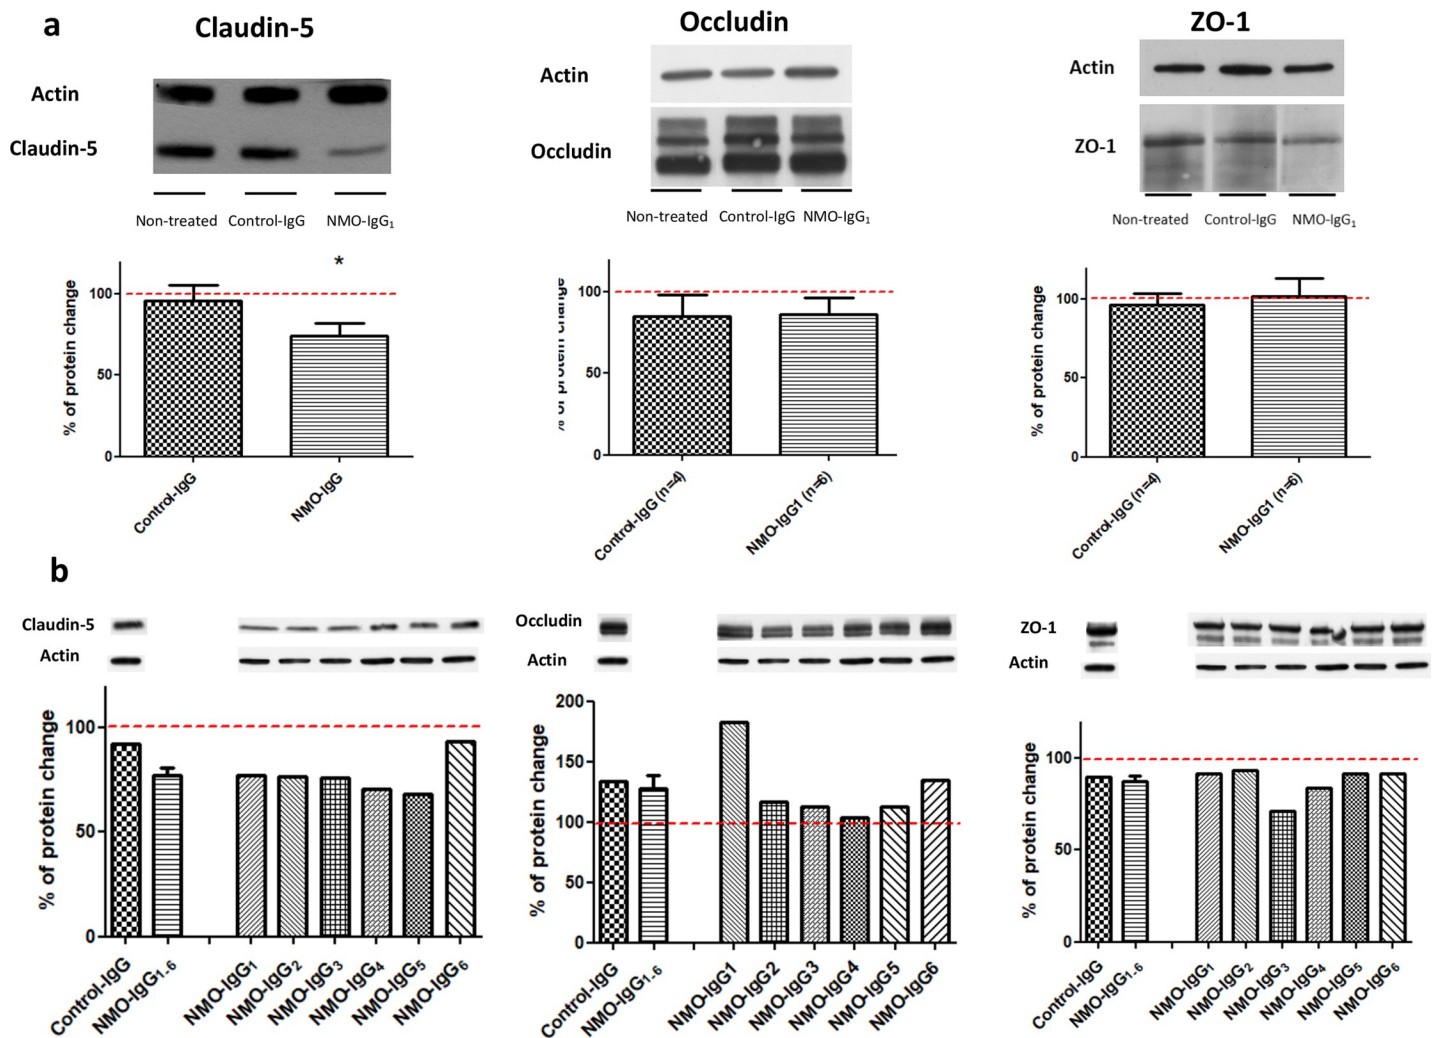 a
Claudin-5
Occludin
ZO-1
Actin
Claudin-5
Non-treated Control-IgG NMO-IgG₁
Actin
Occludin
Non-treated Control-IgG NMO-IgG₁
Actin
ZO-1
Non-treated Control-IgG NMO-IgG₁
% of protein change
100
50
0
*
Control-IgG
NMO-IgG
100
50
0
of protein change
Control-IgG (n=4)
NMO-IgG1 (n=6)
% of protein change
100
50
0
Control-IgG (n=4)
NMO-IgG1 (n=6)
b
Claudin-5
Actin
% of protein change
100
50
0
Control-IgG
NMO-IgG₁₋₆
NMO-IgG₁
NMO-IgG₂
NMO-IgG₃
NMO-IgG₄
NMO-IgG₅
NMO-IgG₆
Occludin
Actin
% of protein change
200
150
100
50
0
Control-IgG
NMO-IgG₁₋₆
NMO-IgG1
NMO-IgG2
NMO-IgG3
NMO-IgG4
NMO-IgG5
NMO-IgG6
ZO-1
Actin
% of protein change
100
50
0
Control-IgG
NMO-IgG₁₋₆
NMO-IgG₁
NMO-IgG₂
NMO-IgG₃
NMO-IgG₄
NMO-IgG₅
NMO-IgG₆